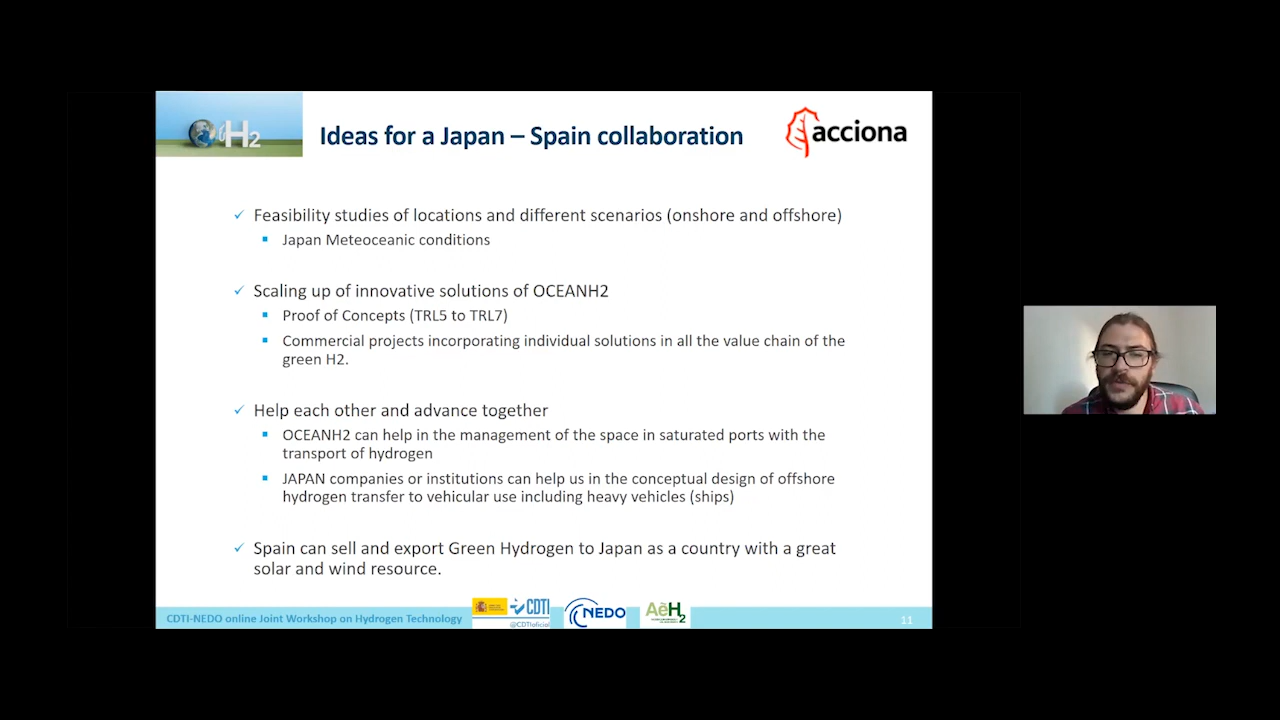 H2
Ideas for a Japan – Spain collaboration
acciona
Feasibility studies of locations and different scenarios (onshore and offshore)
Japan Meteoceanic conditions
Scaling up of innovative solutions of OCEANH2
Proof of Concepts (TRL5 to TRL7)
Commercial projects incorporating individual solutions in all the value chain of the
green H2.
Help each other and advance together
OCEANH2 can help in the management of the space in saturated ports with the
transport of hydrogen
JAPAN companies or institutions can help us in the conceptual design of offshore
hydrogen transfer to vehicular use including heavy vehicles (ships)
Spain can sell and export Green Hydrogen to Japan as a country with a great
solar and wind resource.
CDTI-NEDO online Joint Workshop on Hydrogen Technology
CDTI
@CDTIoficial
NEDO
AeH2
11